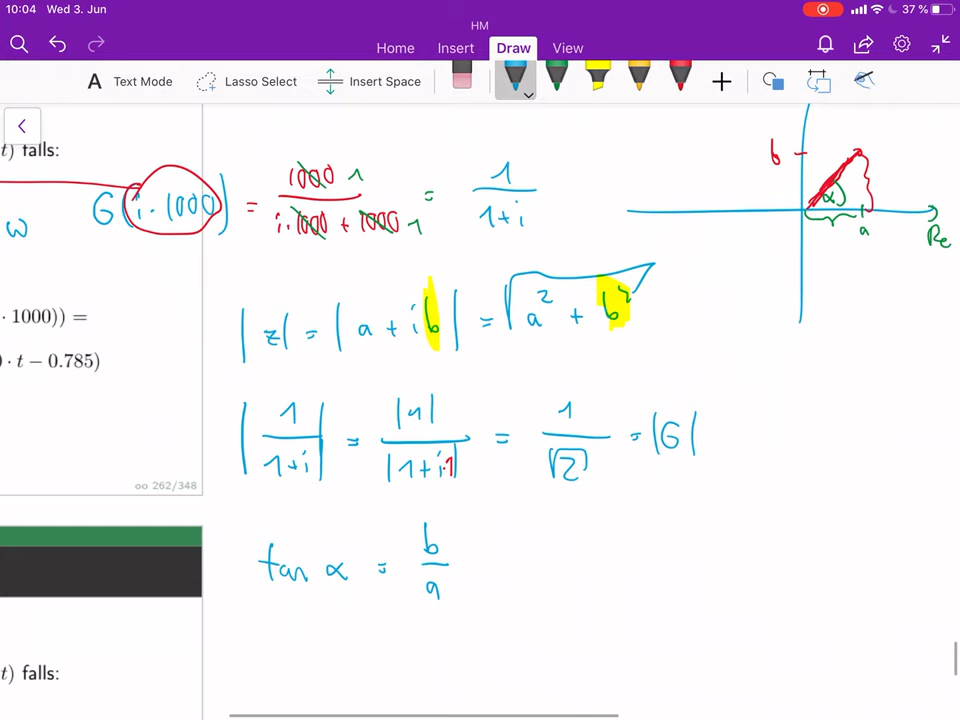 10:04 Wed 3. Jun
37 %
HM
Home Insert Draw View
A Text Mode Lasso Select Insert Space
t) falls:
G(i·1000) = 1000 1 / i·1000 + 1000 1 = 1 / 1+i
b
α
a
Re
ω
· 1000)) =
|z| = |a + ib| = √a² + b²
) · t − 0.785)
|1 / 1+i| = |1| / |1+i·1| = 1 / √2 = |G|
oo 262/348
tan α = b / a
t) falls: